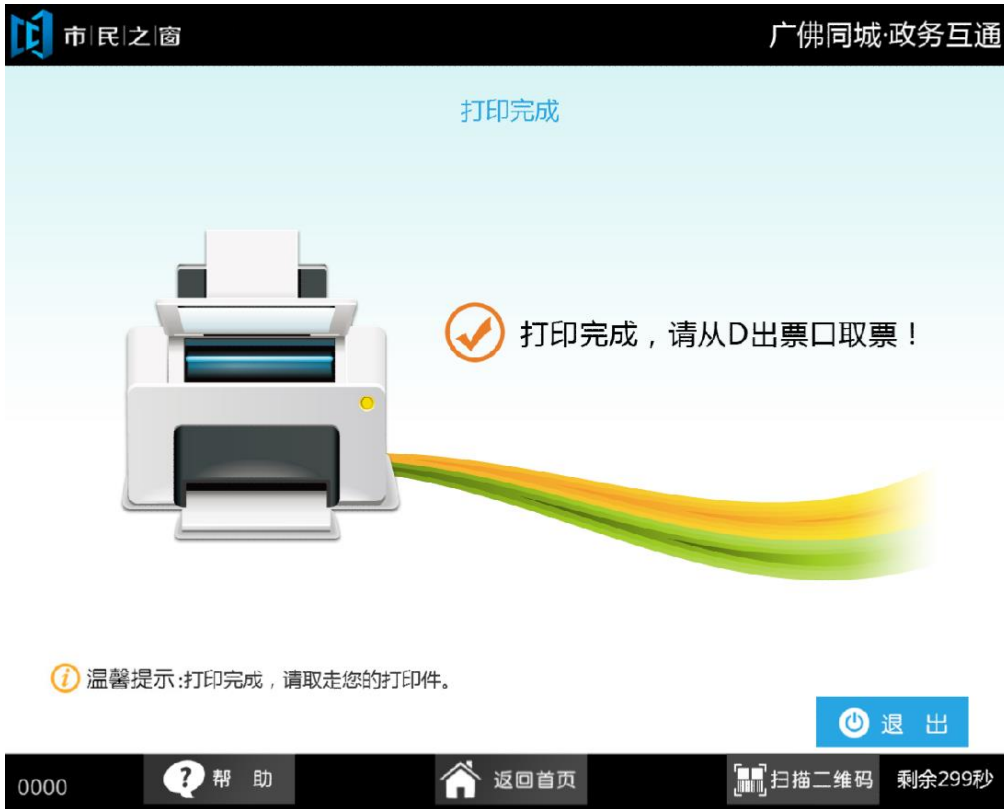 市民之窗
广佛同城·政务互通
打印完成
打印完成，请从D出票口取票！
温馨提示:打印完成，请取走您的打印件。
退 出
0000
帮 助
返回首页
扫描二维码
剩余299秒